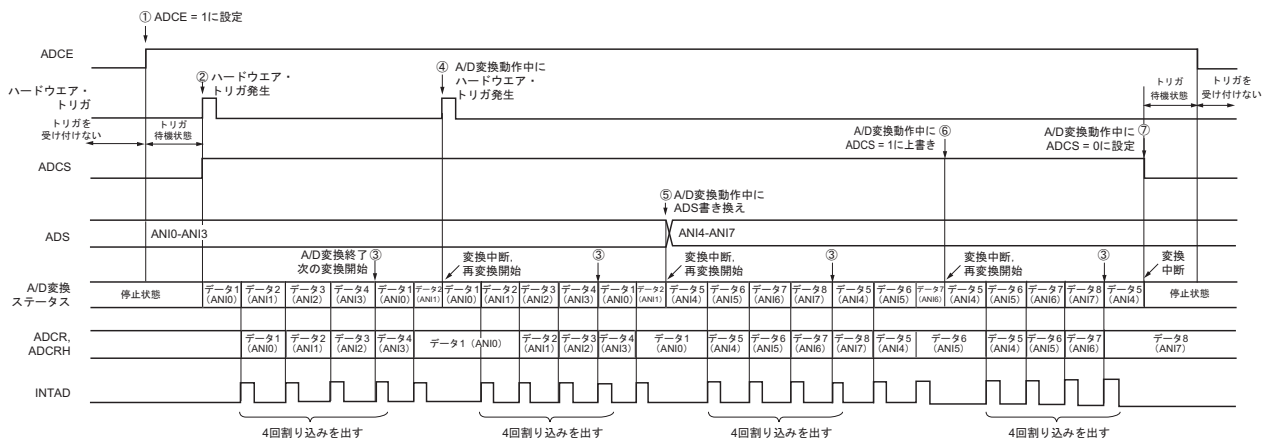 ① ADCE = 1に設定
ADCE
② ハードウエア・
トリガ発生
④ A/D変換動作中に
ハードウエア・
トリガ発生
ハードウエア・
トリガ
トリガ
待機状態
トリガを
受け付けない
トリガを
受け付けない
トリガ
待機状態
A/D変換動作中に ⑥
ADCS = 1に上書き
A/D変換動作中に ⑦
ADCS = 0に設定
ADCS
⑤ A/D変換動作中に
ADS書き換え
ADS
ANI0-ANI3
ANI4-ANI7
A/D変換終了 ③
次の変換開始
変換中断,
再変換開始
③
変換中断,
再変換開始
③
変換中断,
再変換開始
③
変換
中断
A/D変換
ステータス
停止状態
データ1 データ2 データ3 データ4 データ1 データ2 データ1 データ2 データ3 データ4 データ1 データ2 データ5 データ6 データ7 データ8 データ5 データ6 データ7 データ5 データ6 データ7 データ8 データ5
(ANI0) (ANI1) (ANI2) (ANI3) (ANI0) (ANI1) (ANI0) (ANI1) (ANI2) (ANI3) (ANI0) (ANI1) (ANI4) (ANI5) (ANI6) (ANI7) (ANI4) (ANI5) (ANI6) (ANI4) (ANI5) (ANI6) (ANI7) (ANI4)
停止状態
ADCR,
ADCRH
データ1 データ2 データ3 データ4 データ1 (ANI0) データ2 データ3 データ4 データ1 データ5 データ6 データ7 データ8 データ5 データ6 データ5 データ6 データ7 データ8
(ANI0) (ANI1) (ANI2) (ANI3) (ANI1) (ANI2) (ANI3) (ANI0) (ANI4) (ANI5) (ANI6) (ANI7) (ANI4) (ANI5) (ANI4) (ANI5) (ANI6) (ANI7)
INTAD
4回割り込みを出す
4回割り込みを出す
4回割り込みを出す
4回割り込みを出す